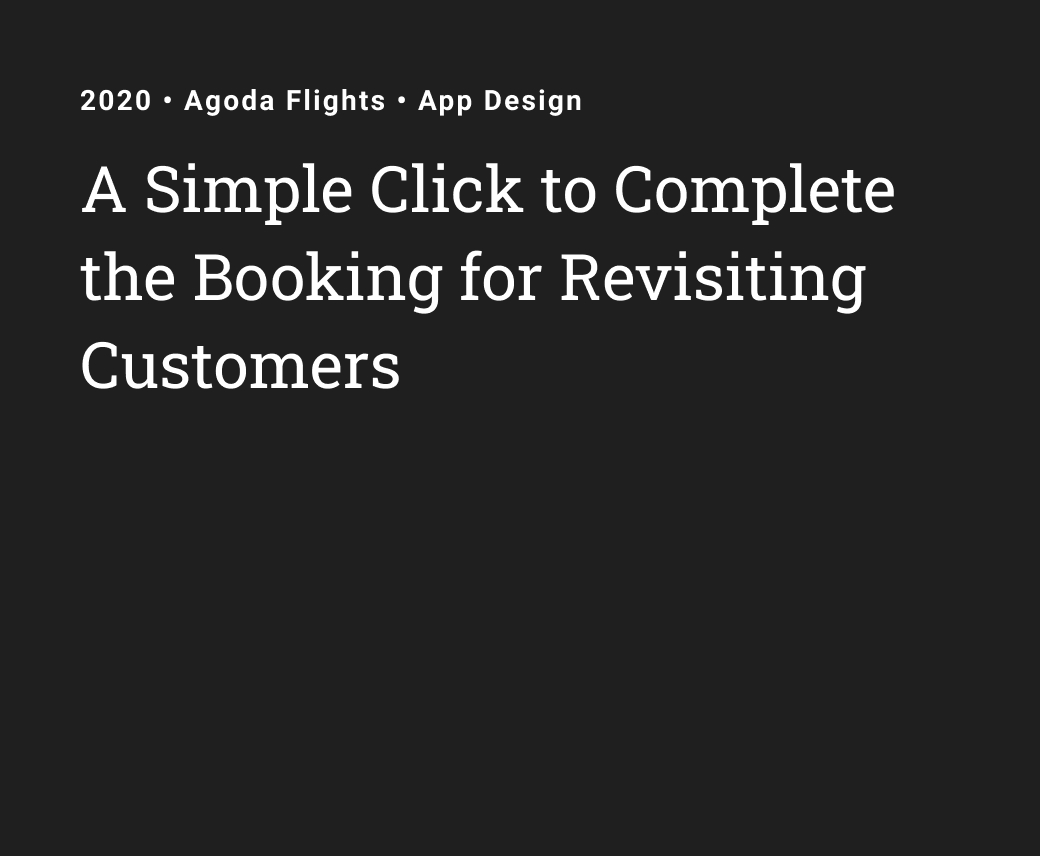 2020 • Agoda Flights • App Design
A Simple Click to Complete
the Booking for Revisiting
Customers